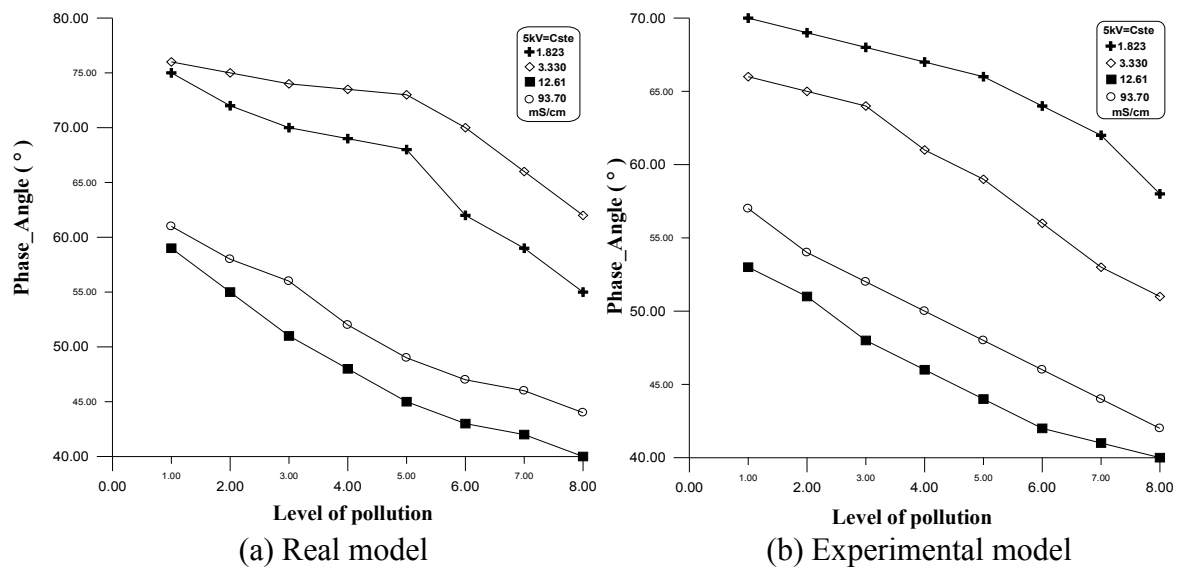 80.00
75.00
70.00
65.00
60.00
55.00
50.00
45.00
40.00
Phase_Angle ( ° )
5kV=Cste
1.823
3.330
12.61
93.70
mS/cm
0.00 1.00 2.00 3.00 4.00 5.00 6.00 7.00 8.00
Level of pollution
(a) Real model
70.00
65.00
60.00
55.00
50.00
45.00
40.00
Phase_Angle ( ° )
5kV=Cste
1.823
3.330
12.61
93.70
mS/cm
0.00 1.00 2.00 3.00 4.00 5.00 6.00 7.00 8.00
Level of pollution
(b) Experimental model